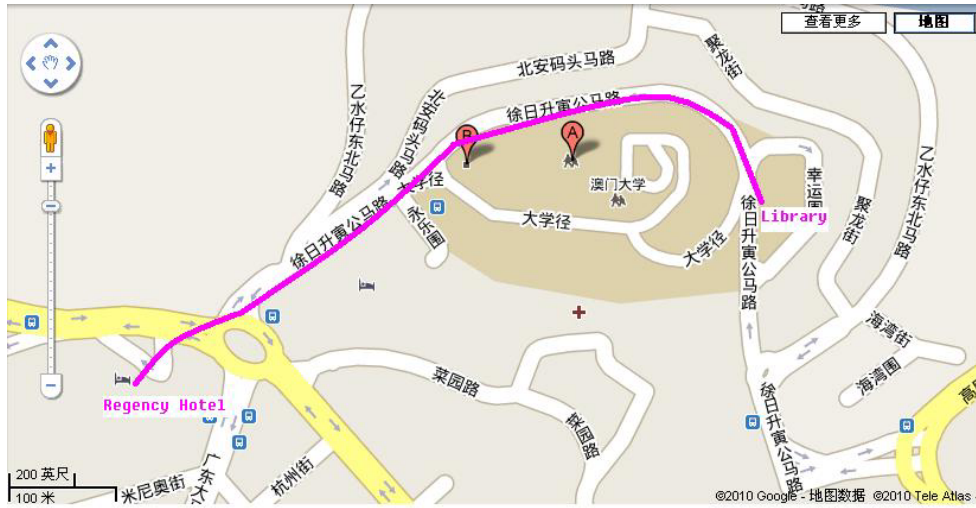 查看更多
地图
北安码头马路
聚龙街
乙水仔东北马路
北安码头马路
徐日升寅公马路
B
A
澳门大学
大学径
幸运围
乙水仔东北马路
Library
徐日升寅公马路
永乐围
大学径
大学径
聚龙街
徐日升寅公马路
海湾街
海湾围
菜园路
Regency Hotel
菜园路
徐日升寅公马路
200 英尺
100 米
米尼奥街
广东大
杭州街
©2010 Google - 地图数据 ©2010 Tele Atlas